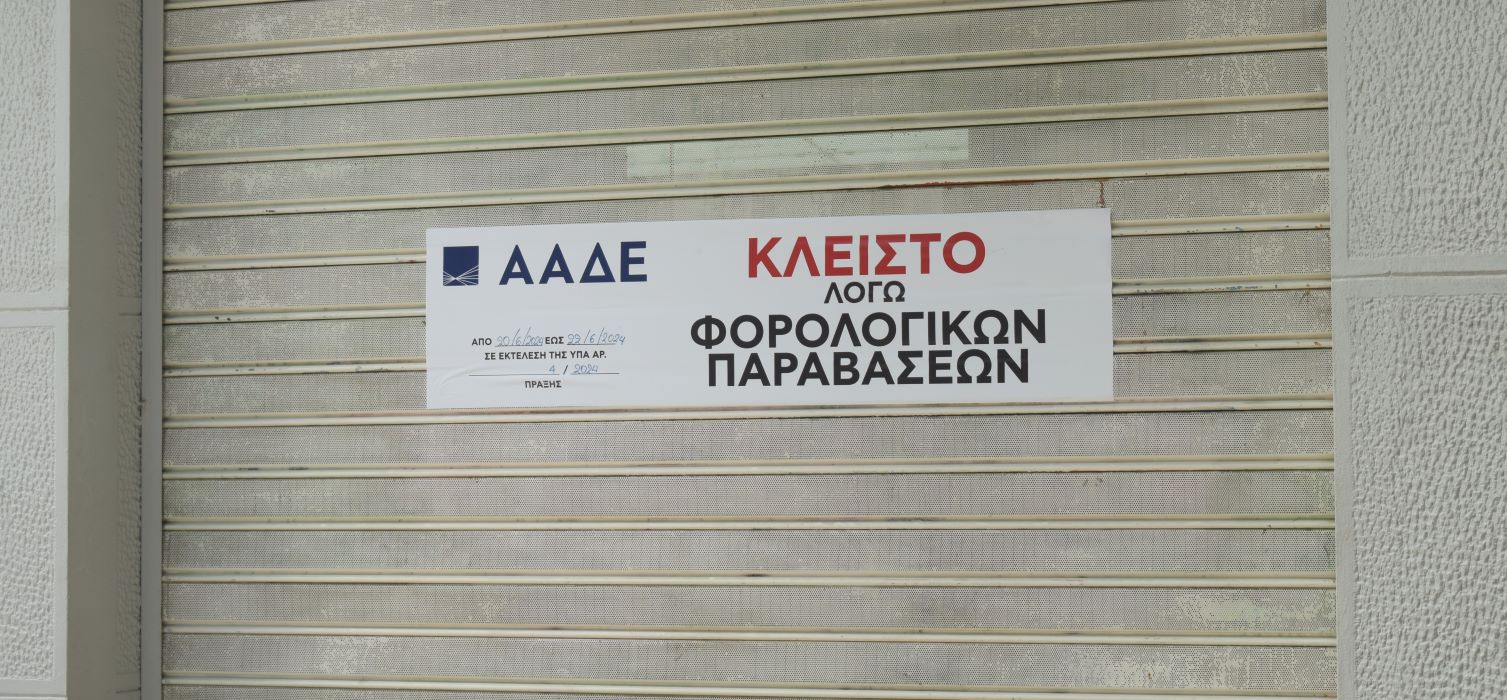 ΑΑΔΕ
ΑΠΟ 20/6/2024 ΕΩΣ 29/6/2024
ΣΕ ΕΚΤΕΛΕΣΗ ΤΗΣ ΥΠΑ ΑΡ.
4 / 2024
ΠΡΑΞΗΣ
ΚΛΕΙΣΤΟ
ΛΟΓΩ
ΦΟΡΟΛΟΓΙΚΩΝ
ΠΑΡΑΒΑΣΕΩΝ